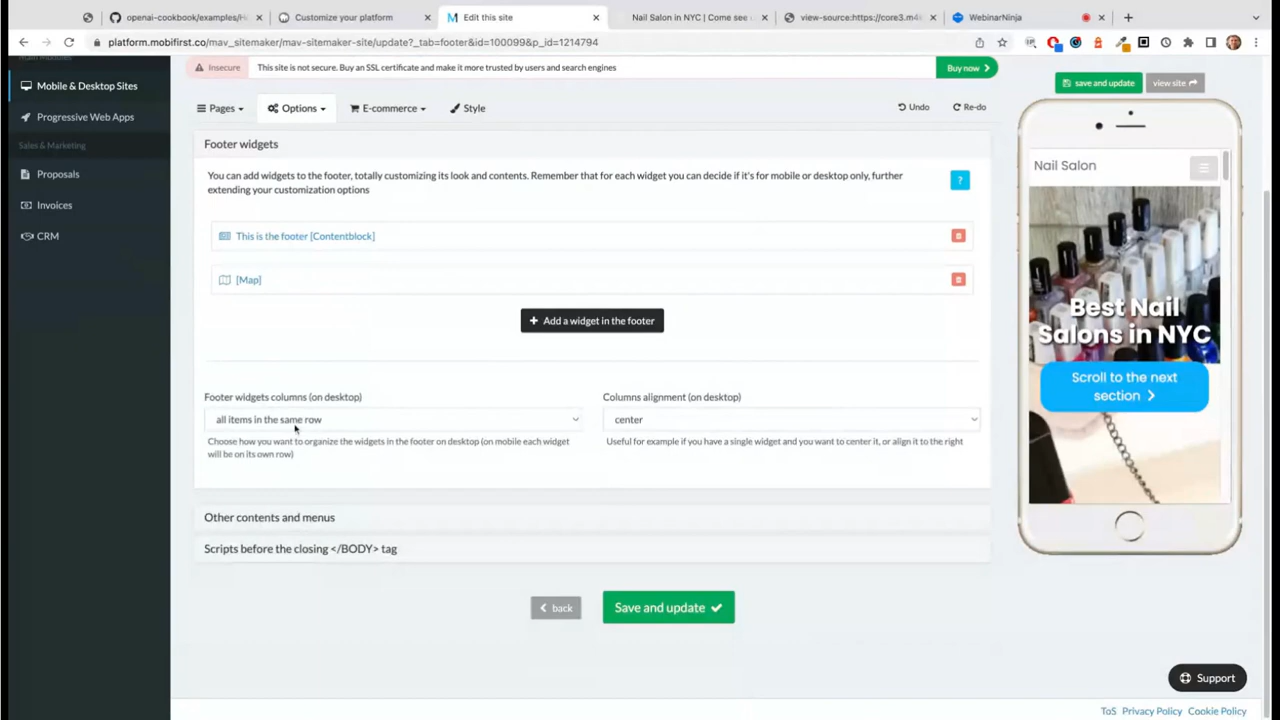 openai-cookbook/examples/H
Customize your platform
Edit this site
Nail Salon in NYC | Come see
view-source:https://core3.m4
WebinarNinja
platform.mobifirst.co/mav_sitemaker/mav-sitemaker-site/update?_tab=footer&id=100099&p_id=1214794
Main modules
Mobile & Desktop Sites
Progressive Web Apps
Sales & Marketing
Proposals
Invoices
CRM
Insecure
This site is not secure. Buy an SSL certificate and make it more trusted by users and search engines
Buy now
Pages
Options
E-commerce
Style
Undo
Re-do
Footer widgets
You can add widgets to the footer, totally customizing its look and contents. Remember that for each widget you can decide if it's for mobile or desktop only, further
extending your customization options
?
This is the footer [Contentblock]
[Map]
+ Add a widget in the footer
Footer widgets columns (on desktop)
all items in the same row
Choose how you want to organize the widgets in the footer on desktop (on mobile each widget
will be on its own row)
Columns alignment (on desktop)
center
Useful for example if you have a single widget and you want to center it, or align it to the right
Other contents and menus
Scripts before the closing </BODY> tag
back
Save and update
save and update
view site
Nail Salon
Best Nail
Salons in NYC
Scroll to the next
section
Support
ToS Privacy Policy Cookie Policy